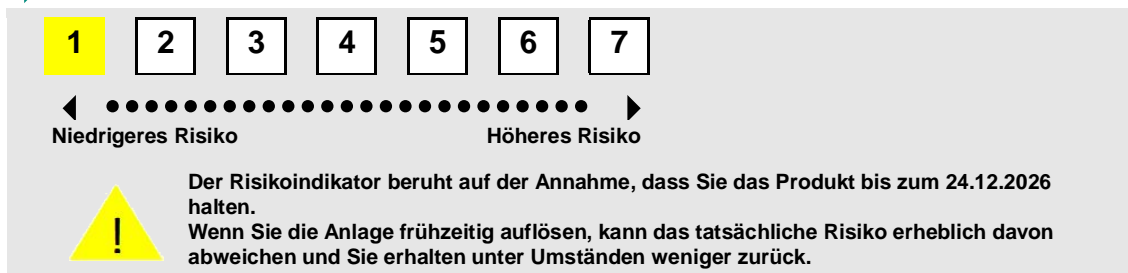 1 2 3 4 5 6 7
Niedrigeres Risiko Höheres Risiko
Der Risikoindikator beruht auf der Annahme, dass Sie das Produkt bis zum 24.12.2026
halten.
Wenn Sie die Anlage frühzeitig auflösen, kann das tatsächliche Risiko erheblich davon
abweichen und Sie erhalten unter Umständen weniger zurück.
!